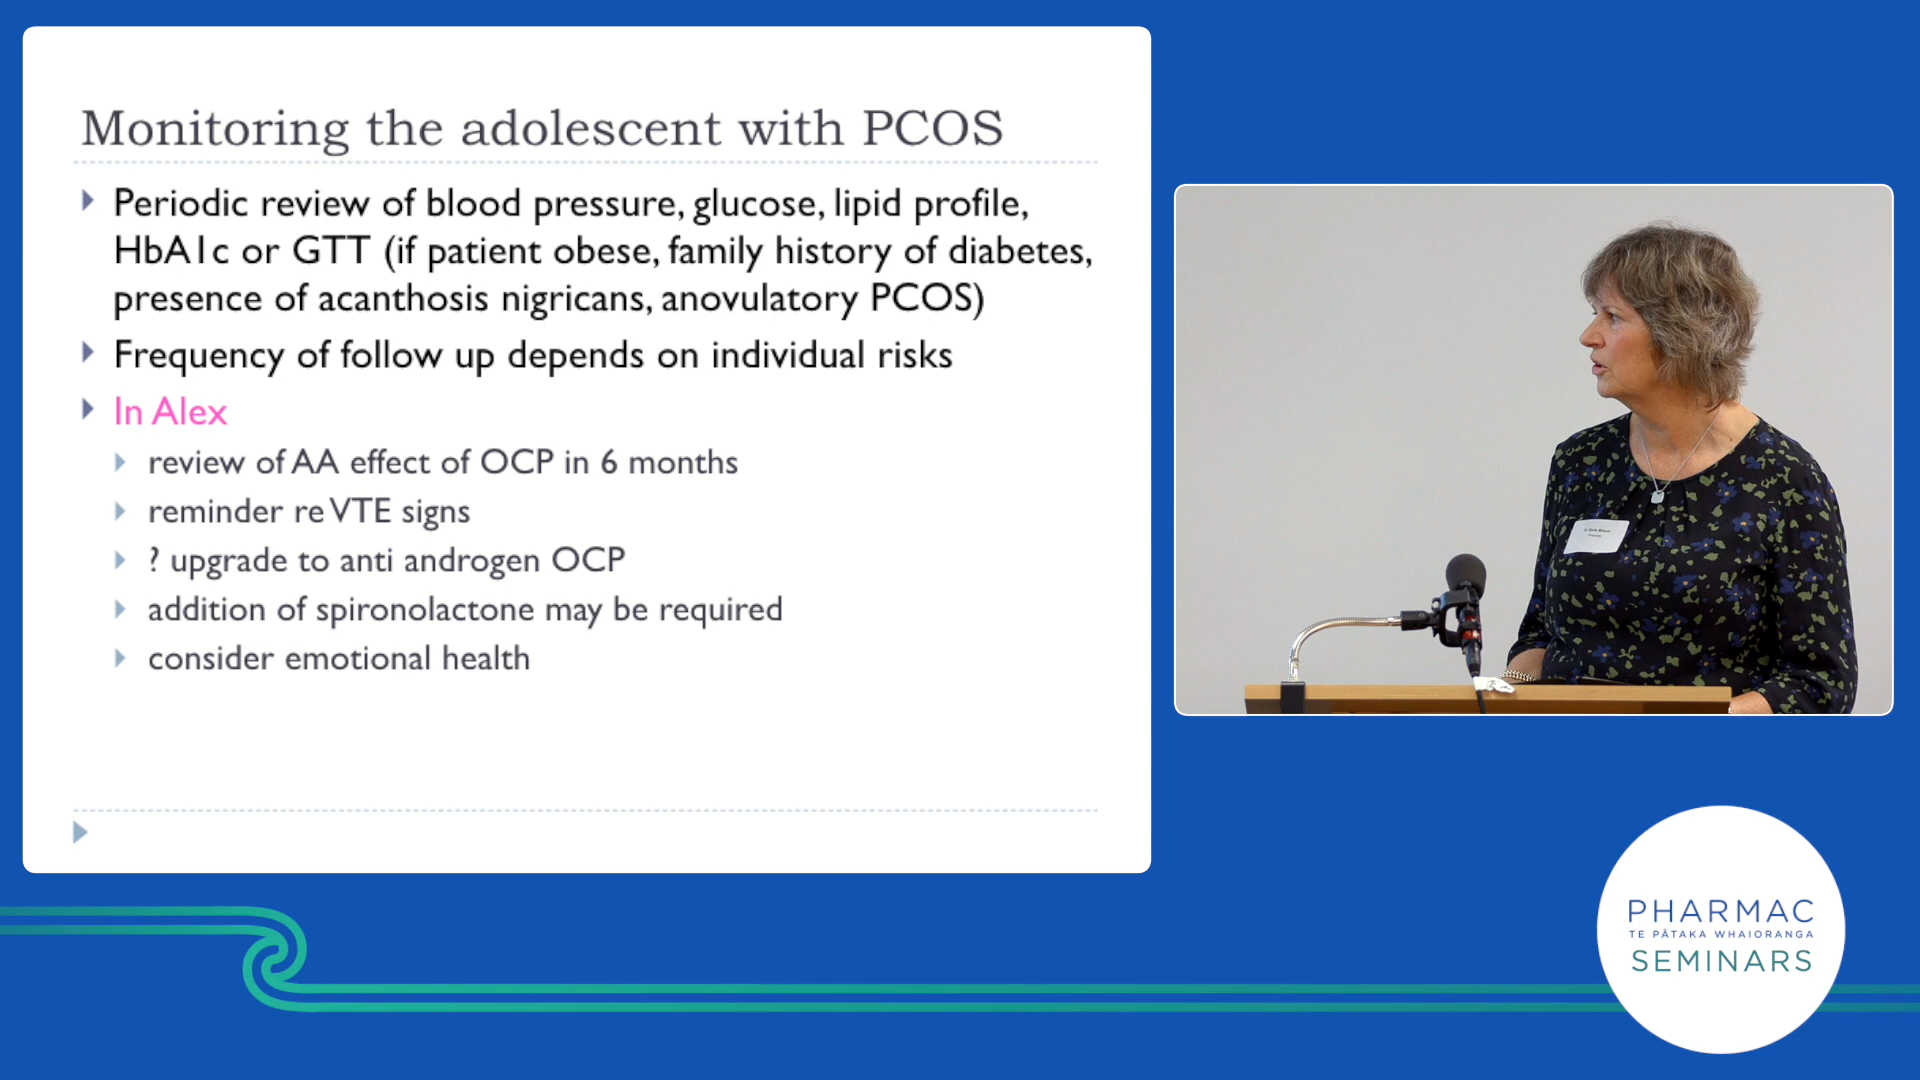 Monitoring the adolescent with PCOS
Periodic review of blood pressure, glucose, lipid profile,
HbA1c or GTT (if patient obese, family history of diabetes,
presence of acanthosis nigricans, anovulatory PCOS)
Frequency of follow up depends on individual risks
In Alex
review of AA effect of OCP in 6 months
reminder re VTE signs
? upgrade to anti androgen OCP
addition of spironolactone may be required
consider emotional health
PHARMAC
TE PĀTAKA WHAIORANGA
SEMINARS